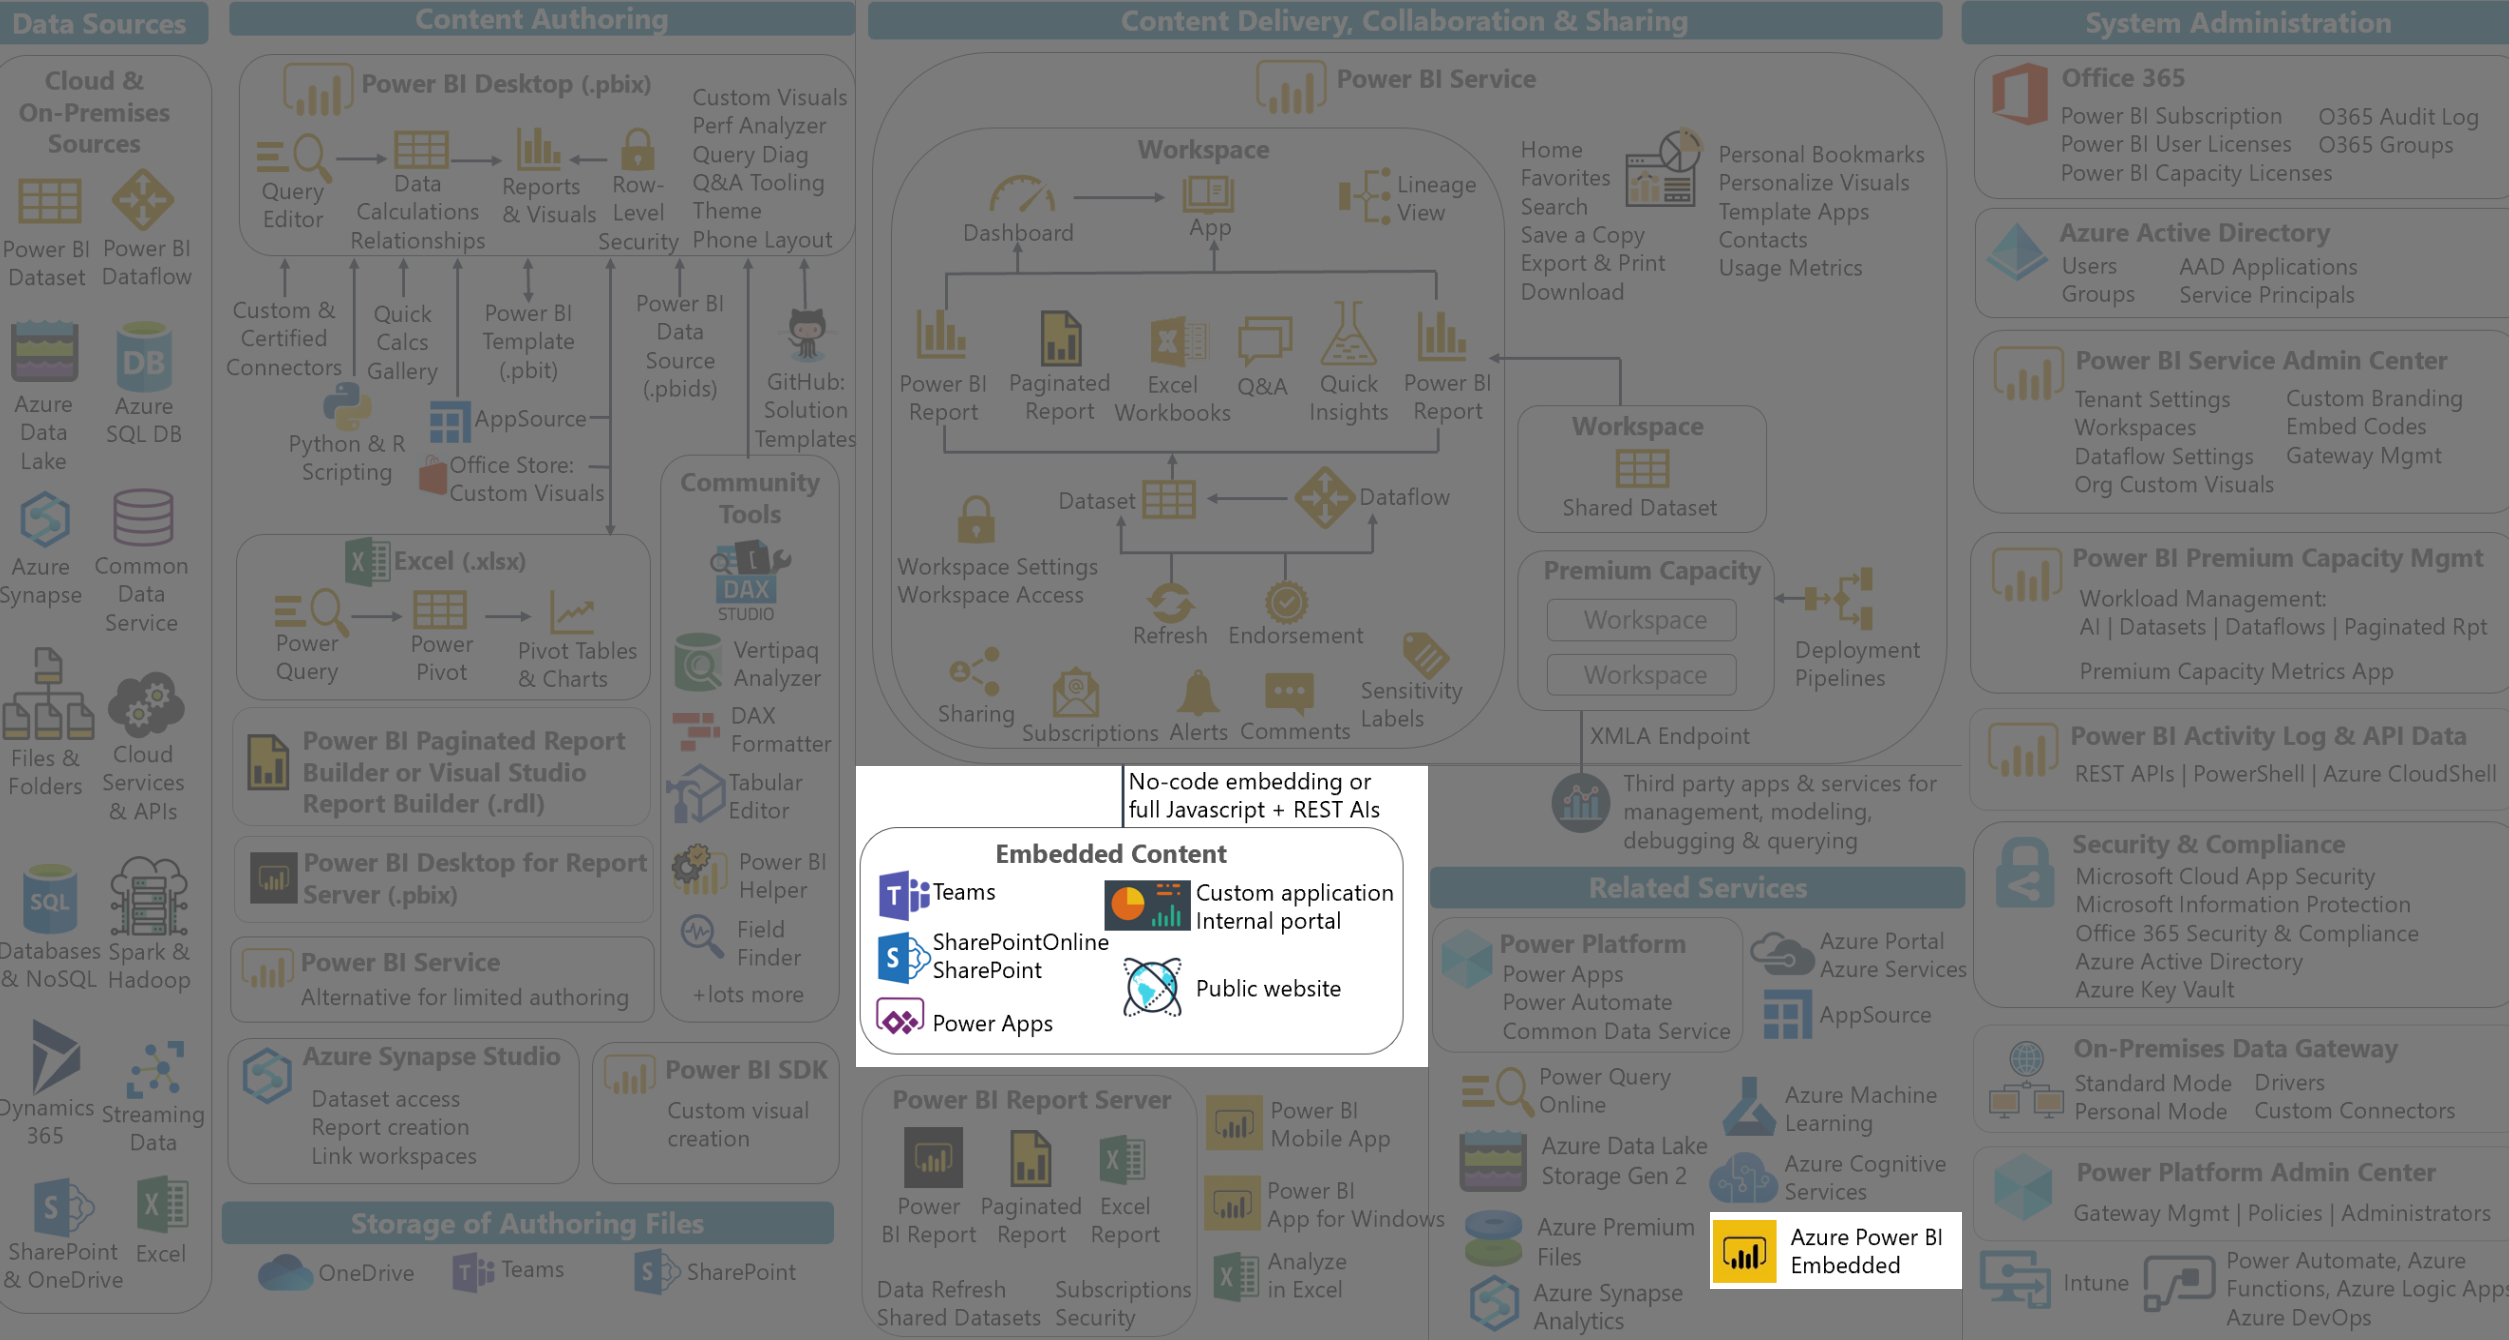 Data Sources
Content Authoring
Content Delivery, Collaboration & Sharing
System Administration
Cloud &
On-Premises
Sources
Power BI
Dataset
Power BI
Dataflow
Azure
Data
Lake
DB
Azure
SQL DB
Azure
Synapse
Common
Data
Service
Files &
Folders
Cloud
Services
& APIs
SQL
Databases
& NoSQL
Spark &
Hadoop
Dynamics
365
Streaming
Data
S
SharePoint
& OneDrive
X
Excel
Power BI Desktop (.pbix)
Query
Editor
Data
Calculations
Relationships
Reports
& Visuals
Row-
Level
Security
Custom Visuals
Perf Analyzer
Query Diag
Q&A Tooling
Theme
Phone Layout
Custom &
Certified
Connectors
Quick
Calcs
Gallery
Power BI
Template
(.pbit)
Power BI
Data
Source
(.pbids)
GitHub:
Solution
Templates
Python & R
Scripting
AppSource
Office Store:
Custom Visuals
X
Excel (.xlsx)
Power
Query
Power
Pivot
Pivot Tables
& Charts
Community
Tools
DAX
STUDIO
Vertipaq
Analyzer
DAX
Formatter
Tabular
Editor
Power BI
Helper
Field
Finder
+lots more
Power BI Paginated Report
Builder or Visual Studio
Report Builder (.rdl)
Power BI Desktop for Report
Server (.pbix)
Power BI Service
Alternative for limited authoring
Azure Synapse Studio
Dataset access
Report creation
Link workspaces
Power BI SDK
Custom visual
creation
Storage of Authoring Files
OneDrive
T
Teams
S
SharePoint
Power BI Service
Workspace
Dashboard
App
Lineage
View
Home
Favorites
Search
Save a Copy
Export & Print
Download
Personal Bookmarks
Personalize Visuals
Template Apps
Contacts
Usage Metrics
Power BI
Report
Paginated
Report
X
Excel
Workbooks
Q&A
Quick
Insights
Power BI
Report
Dataset
Dataflow
Workspace Settings
Workspace Access
Refresh
Endorsement
Sharing
Subscriptions
Alerts
Comments
Sensitivity
Labels
Workspace
Shared Dataset
Premium Capacity
Workspace
Workspace
Deployment
Pipelines
XMLA Endpoint
Third party apps & services for
management, modeling,
debugging & querying
No-code embedding or
full Javascript + REST AIs
Embedded Content
T
Teams
S
SharePointOnline
SharePoint
Power Apps
Custom application
Internal portal
Public website
Power BI Report Server
Power
BI Report
Paginated
Report
X
Excel
Report
Data Refresh
Shared Datasets
Subscriptions
Security
Power BI
Mobile App
Power BI
App for Windows
X
Analyze
in Excel
Related Services
Power Platform
Power Apps
Power Automate
Common Data Service
Azure Portal
Azure Services
AppSource
Power Query
Online
Azure Machine
Learning
Azure Data Lake
Storage Gen 2
Azure Cognitive
Services
Azure Premium
Files
Azure Power BI
Embedded
Azure Synapse
Analytics
Office 365
Power BI Subscription
Power BI User Licenses
Power BI Capacity Licenses
O365 Audit Log
O365 Groups
Azure Active Directory
Users
Groups
AAD Applications
Service Principals
Power BI Service Admin Center
Tenant Settings
Workspaces
Dataflow Settings
Org Custom Visuals
Custom Branding
Embed Codes
Gateway Mgmt
Power BI Premium Capacity Mgmt
Workload Management:
AI | Datasets | Dataflows | Paginated Rpt
Premium Capacity Metrics App
Power BI Activity Log & API Data
REST APIs | PowerShell | Azure CloudShell
Security & Compliance
Microsoft Cloud App Security
Microsoft Information Protection
Office 365 Security & Compliance
Azure Active Directory
Azure Key Vault
On-Premises Data Gateway
Standard Mode
Personal Mode
Drivers
Custom Connectors
Power Platform Admin Center
Gateway Mgmt | Policies | Administrators
Intune
Power Automate, Azure
Functions, Azure Logic Apps
Azure DevOps